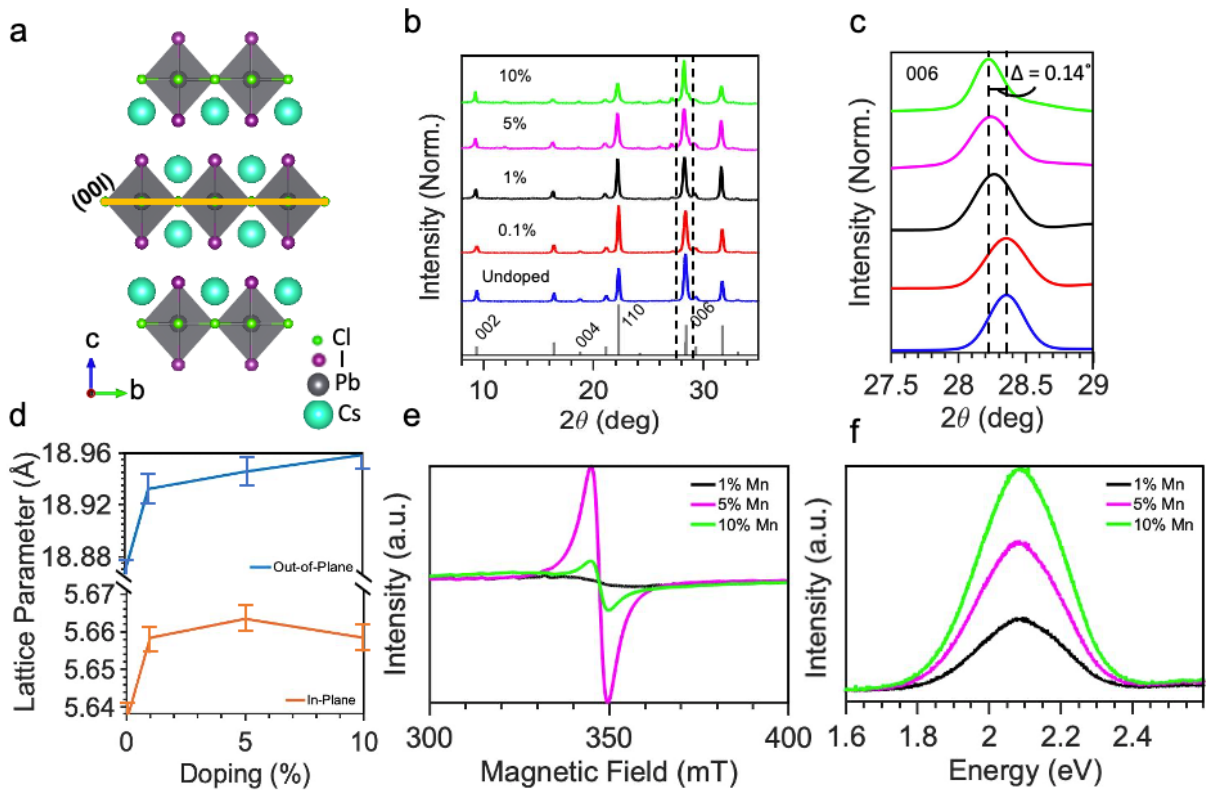 a
(00l)
c
b
Cl
I
Pb
Cs
b
Intensity (Norm.)
10%
5%
1%
0.1%
Undoped
002
004
110
006
10
20
30
2θ (deg)
c
Intensity (Norm.)
006
Δ = 0.14°
27.5
28
28.5
29
2θ (deg)
d
Lattice Parameter (Å)
18.96
18.92
18.88
5.67
5.66
5.65
5.64
Out-of-Plane
In-Plane
0
5
10
Doping (%)
e
Intensity (a.u.)
1% Mn
5% Mn
10% Mn
300
350
400
Magnetic Field (mT)
f
Intensity (a.u.)
1% Mn
5% Mn
10% Mn
1.6
1.8
2
2.2
2.4
Energy (eV)